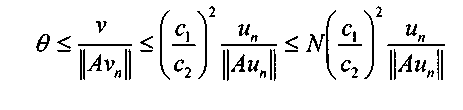 θ ≤ v / ‖Av_n‖ ≤ (c_1 / c_2)^2 u_n / ‖Au_n‖ ≤ N (c_1 / c_2)^2 u_n / ‖Au_n‖